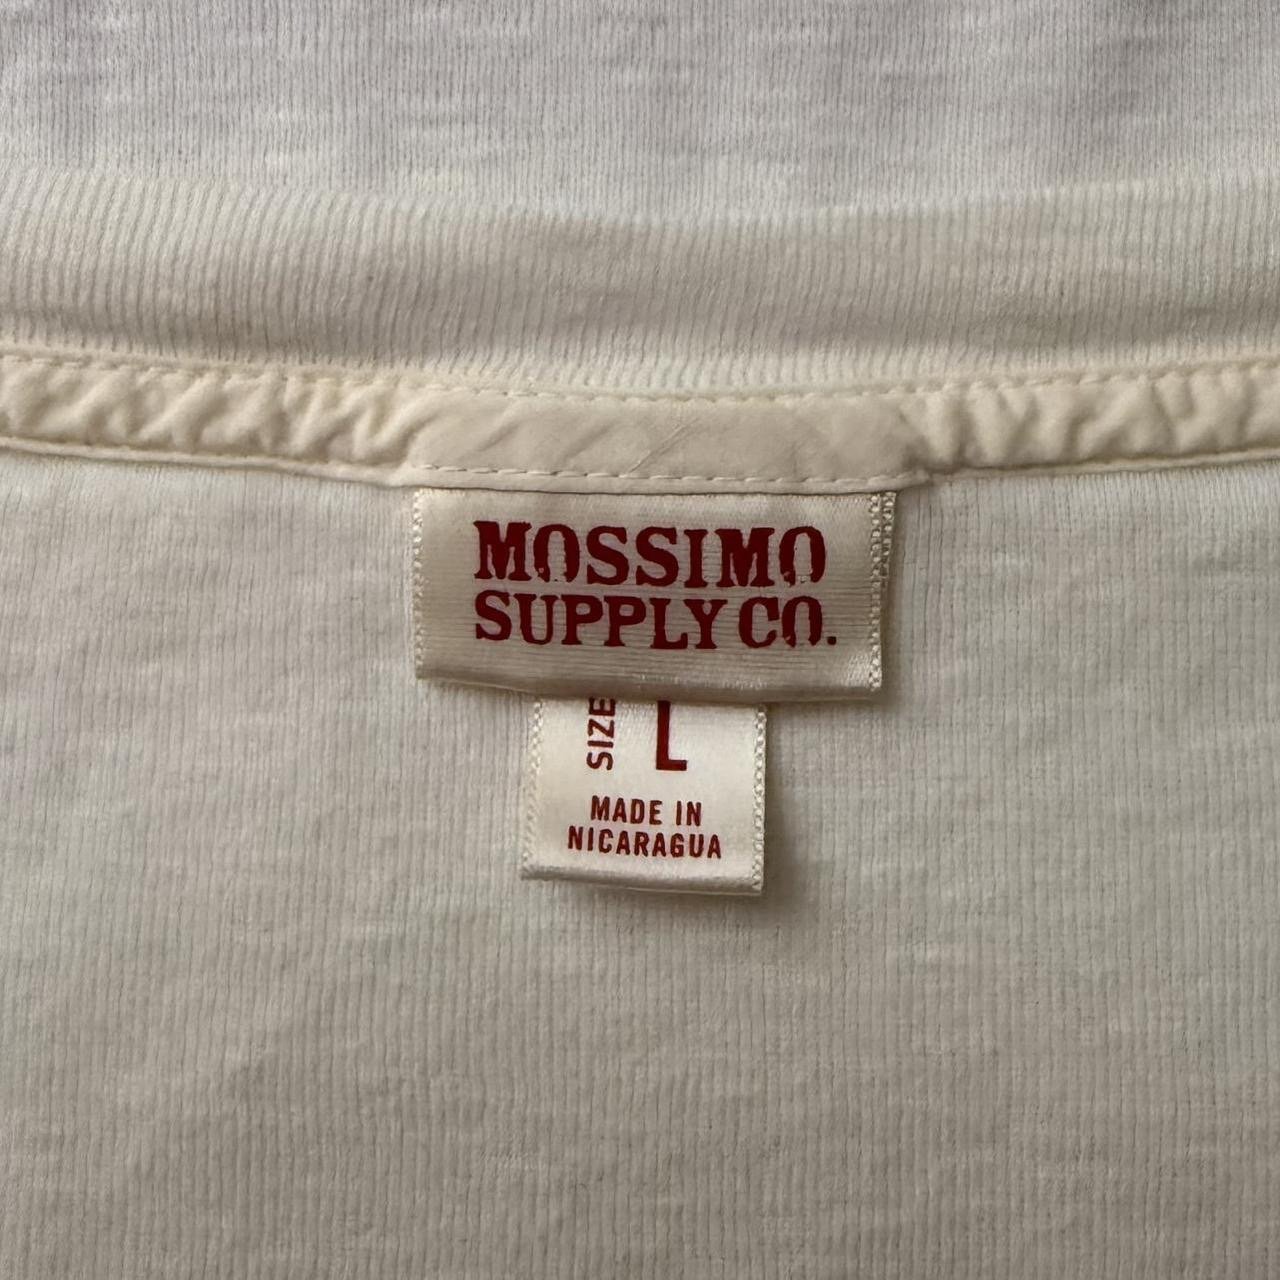 MOSSIMO
SUPPLY CO.
SIZE L
MADE IN
NICARAGUA